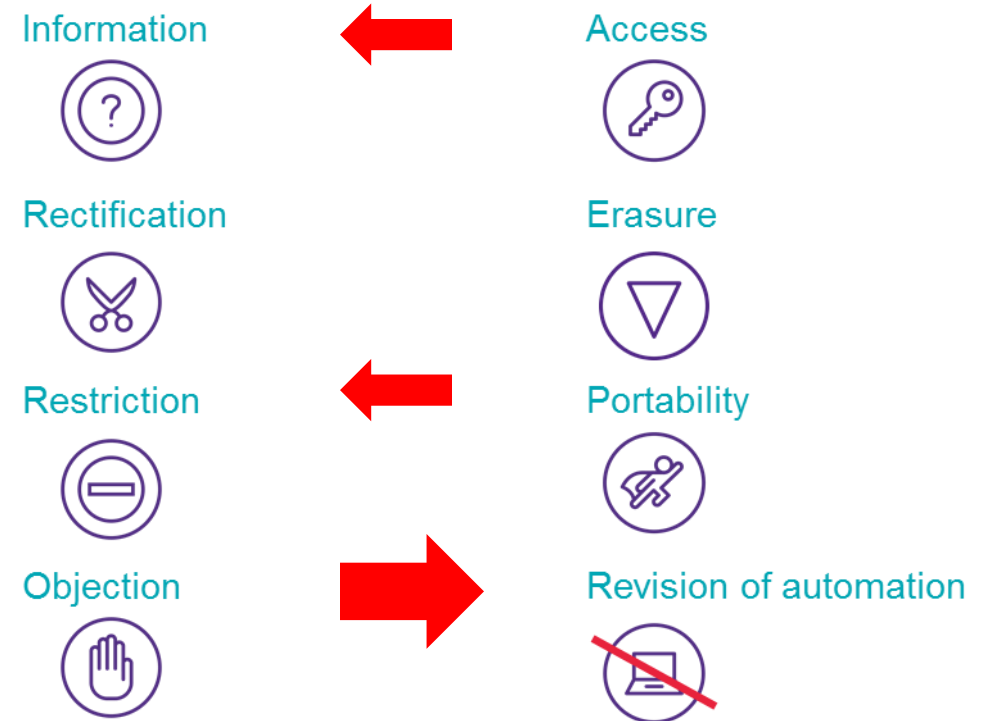 Information
Access
?
Rectification
Erasure
Restriction
Portability
Objection
Revision of automation